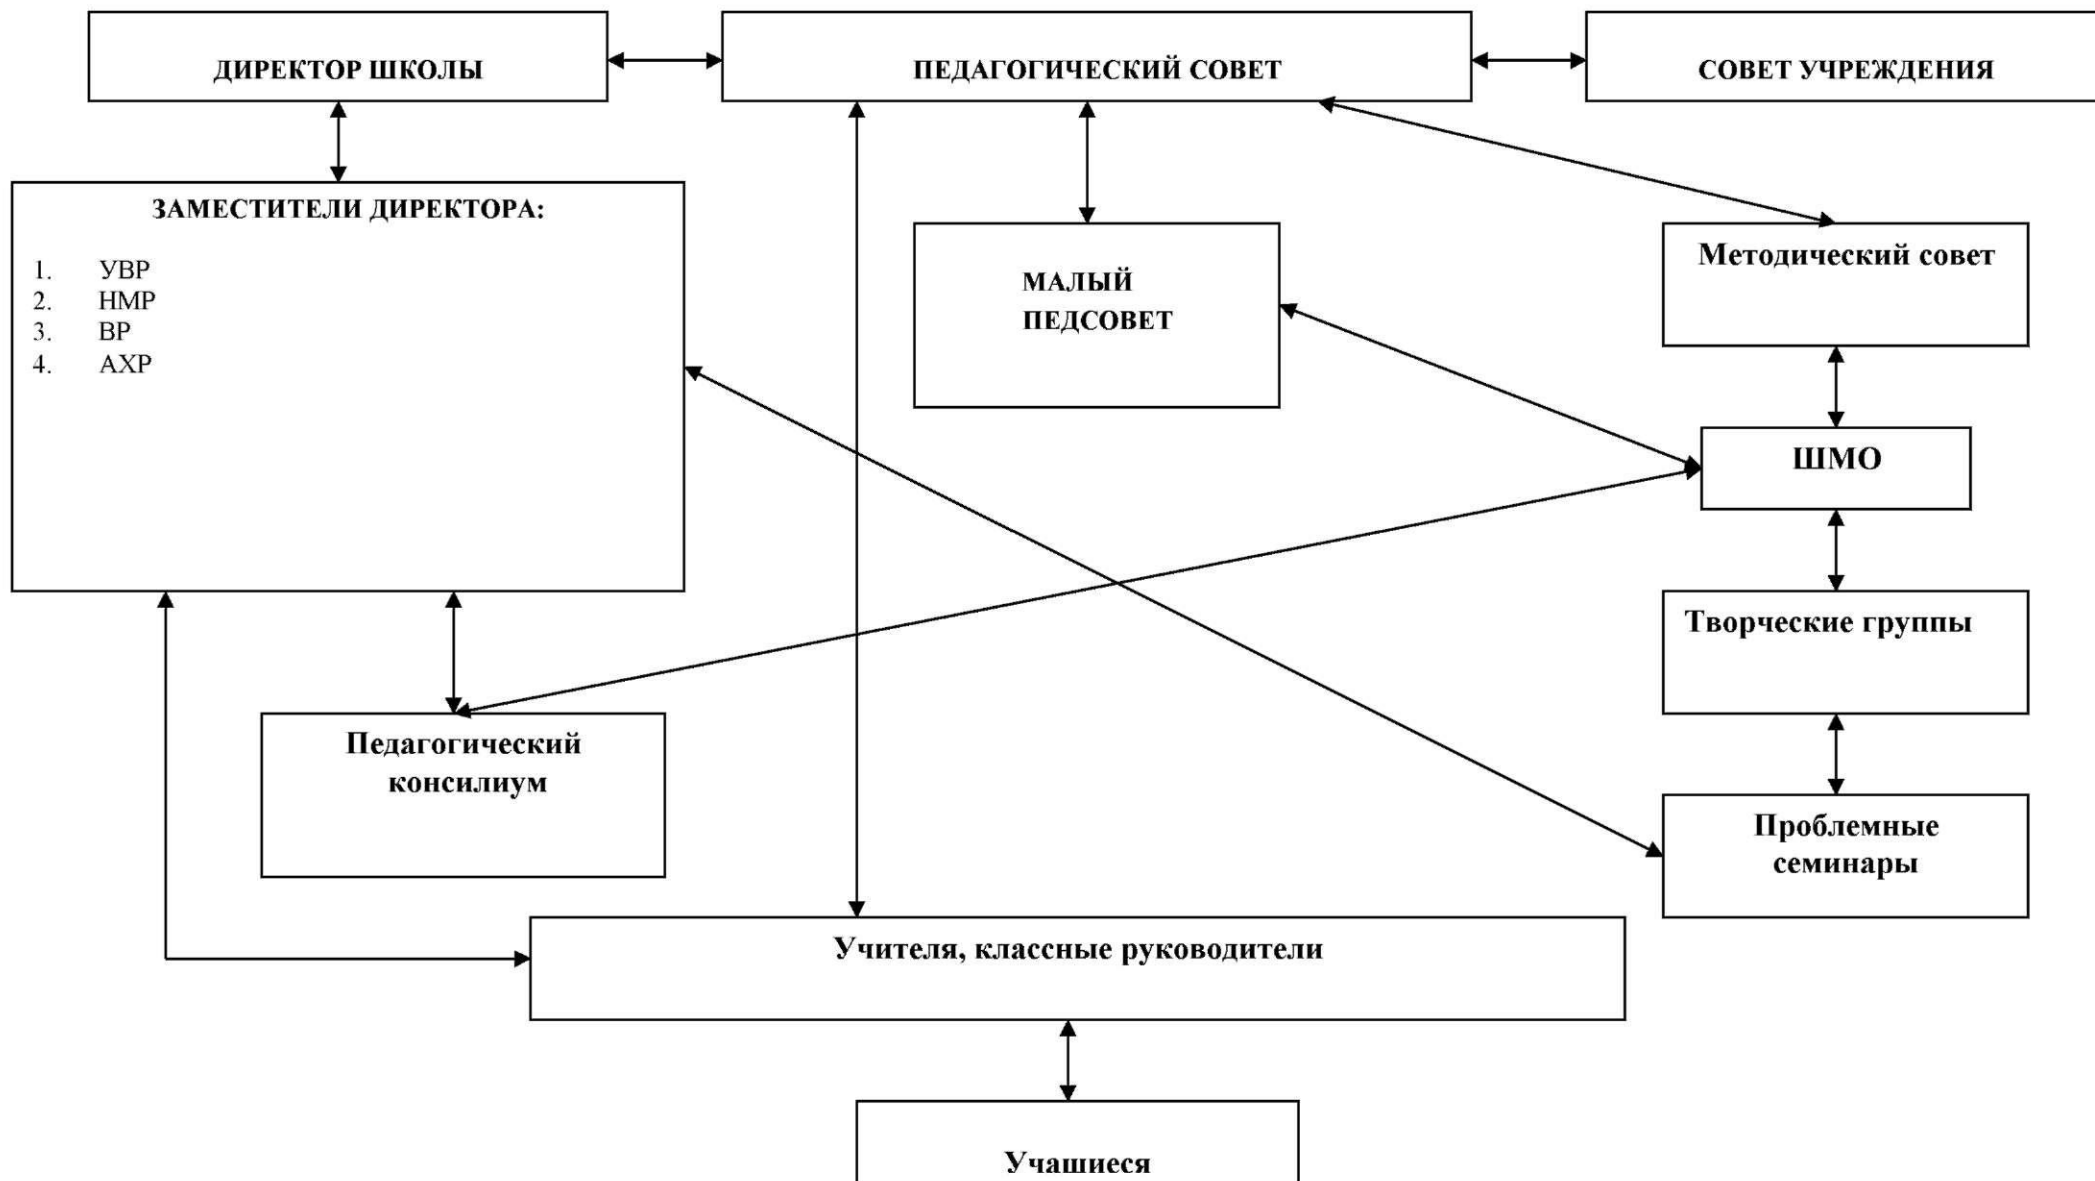 ДИРЕКТОР ШКОЛЫ
ПЕДАГОГИЧЕСКИЙ СОВЕТ
СОВЕТ УЧРЕЖДЕНИЯ
ЗАМЕСТИТЕЛИ ДИРЕКТОРА:
1. УВР
2. НМР
3. ВР
4. АХР
МАЛЫЙ
ПЕДСОВЕТ
Методический совет
ШМО
Творческие группы
Педагогический
консилиум
Проблемные
семинары
Учителя, классные руководители
Учашиеся